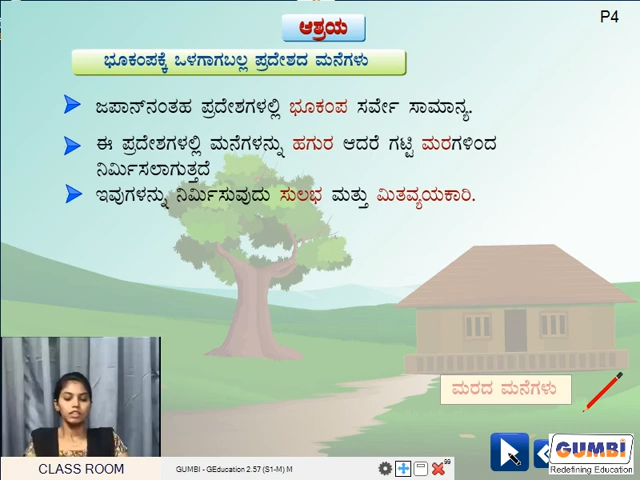 P4
ಆಶ್ರಯ
ಭೂಕಂಪಕ್ಕೆ ಒಳಗಾಗಬಲ್ಲ ಪ್ರದೇಶದ ಮನೆಗಳು
ಜಪಾನ್‌ನಂತಹ ಪ್ರದೇಶಗಳಲ್ಲಿ ಭೂಕಂಪ ಸರ್ವೇ ಸಾಮಾನ್ಯ.
ಈ ಪ್ರದೇಶಗಳಲ್ಲಿ ಮನೆಗಳನ್ನು ಹಗುರ ಆದರೆ ಗಟ್ಟಿ ಮರಗಳಿಂದ
ನಿರ್ಮಿಸಲಾಗುತ್ತದೆ
ಇವುಗಳನ್ನು ನಿರ್ಮಿಸುವುದು ಸುಲಭ ಮತ್ತು ಮಿತವ್ಯಯಕಾರಿ.
ಮರದ ಮನೆಗಳು
GUMBI
Redefining Education
CLASS ROOM
GUMBI - GEducation 2.57 (S1-M) M
99